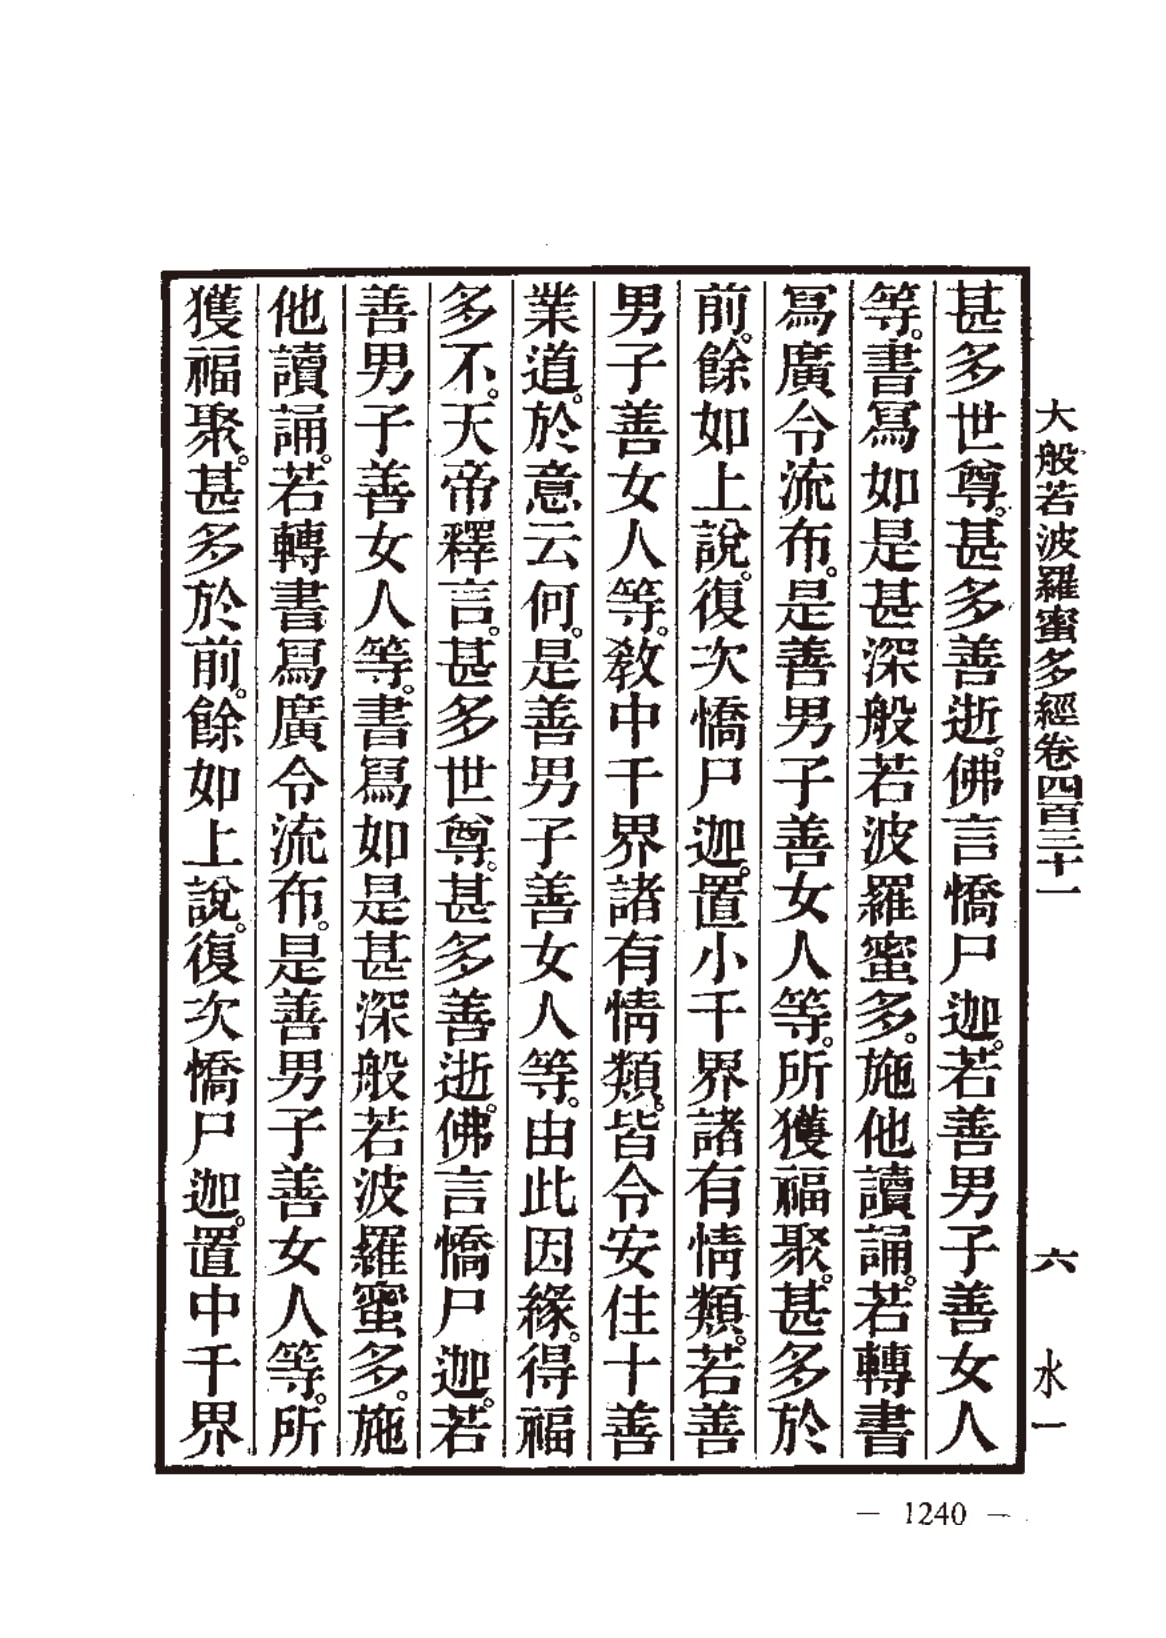 大般若波羅蜜多經卷四百三十一 六 水一
甚多世尊。甚多善逝。佛言憍尸迦。若善男子善女人
等。書寫如是甚深般若波羅蜜多。施他讀誦。若轉書
寫廣令流布。是善男子善女人等。所獲福聚。甚多於
前。餘如上說。復次憍尸迦。置小千界諸有情類。若善
男子善女人等。教中千界諸有情類。皆令安住十善
業道。於意云何。是善男子善女人等。由此因緣。得福
多不。天帝釋言。甚多世尊。甚多善逝。佛言憍尸迦。若
善男子善女人等。書寫如是甚深般若波羅蜜多。施
他讀誦。若轉書寫廣令流布。是善男子善女人等。所
獲福聚。甚多於前。餘如上說。復次憍尸迦。置中千界
— 1240 —